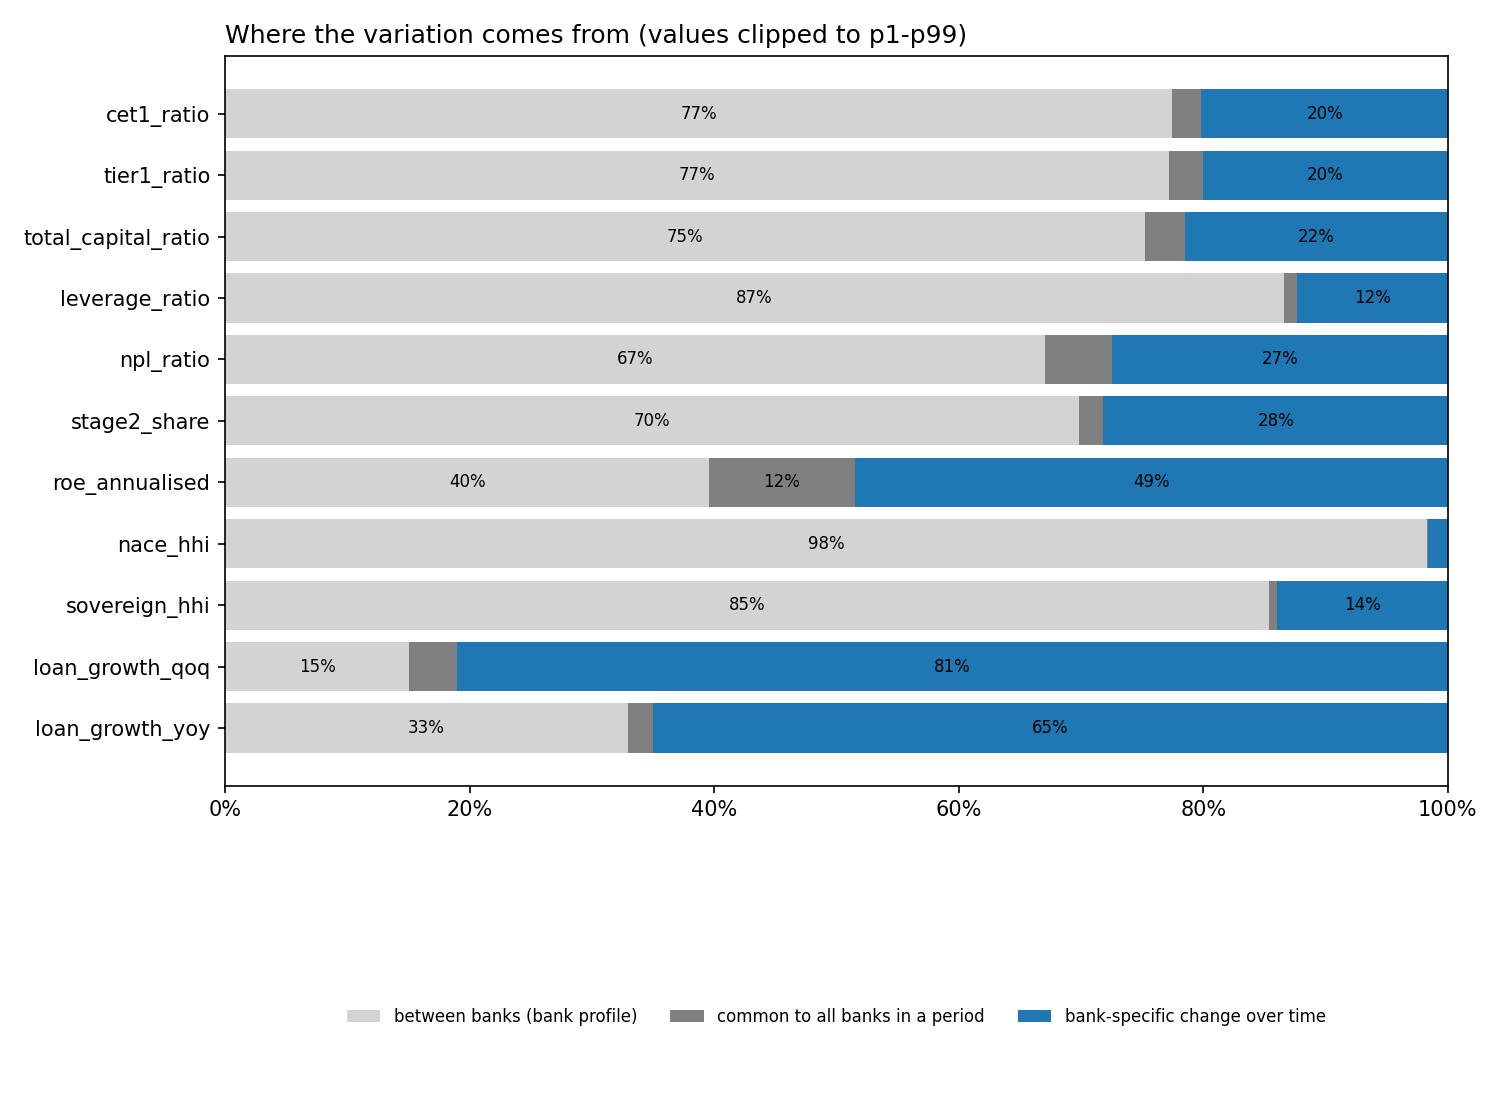 Where the variation comes from (values clipped to p1-p99)
cet1_ratio 77% 20%
tier1_ratio 77% 20%
total_capital_ratio 75% 22%
leverage_ratio 87% 12%
npl_ratio 67% 27%
stage2_share 70% 28%
roe_annualised 40% 12% 49%
nace_hhi 98%
sovereign_hhi 85% 14%
loan_growth_qoq 15% 81%
loan_growth_yoy 33% 65%
0% 20% 40% 60% 80% 100%
between banks (bank profile) common to all banks in a period bank-specific change over time